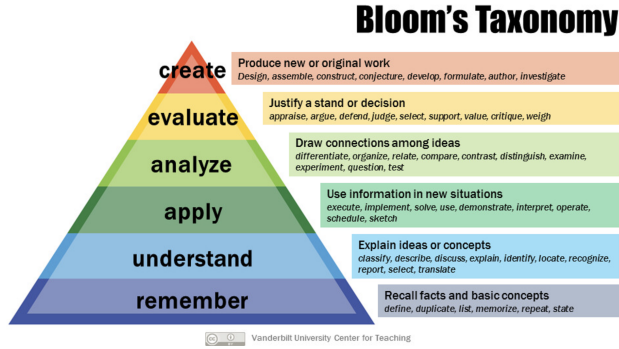 Bloom's Taxonomy
create
Produce new or original work
Design, assemble, construct, conjecture, develop, formulate, author, investigate
evaluate
Justify a stand or decision
appraise, argue, defend, judge, select, support, value, critique, weigh
analyze
Draw connections among ideas
differentiate, organize, relate, compare, contrast, distinguish, examine,
experiment, question, test
apply
Use information in new situations
execute, implement, solve, use, demonstrate, interpret, operate,
schedule, sketch
understand
Explain ideas or concepts
classify, describe, discuss, explain, identify, locate, recognize,
report, select, translate
remember
Recall facts and basic concepts
define, duplicate, list, memorize, repeat, state
Vanderbilt University Center for Teaching